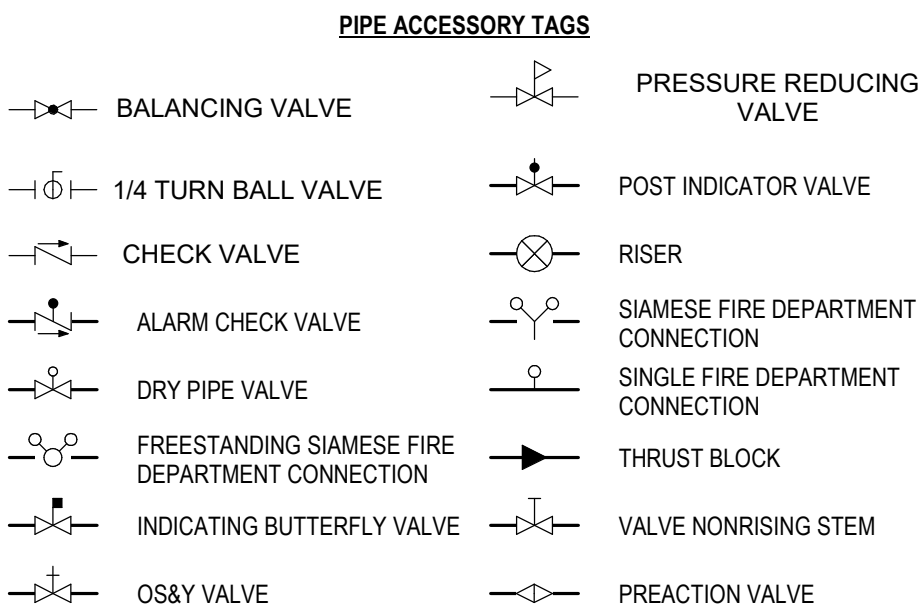 PIPE ACCESSORY TAGS
BALANCING VALVE
PRESSURE REDUCING
VALVE
1/4 TURN BALL VALVE
POST INDICATOR VALVE
CHECK VALVE
RISER
ALARM CHECK VALVE
SIAMESE FIRE DEPARTMENT
CONNECTION
DRY PIPE VALVE
SINGLE FIRE DEPARTMENT
CONNECTION
FREESTANDING SIAMESE FIRE
DEPARTMENT CONNECTION
THRUST BLOCK
INDICATING BUTTERFLY VALVE
VALVE NONRISING STEM
OS&Y VALVE
PREACTION VALVE